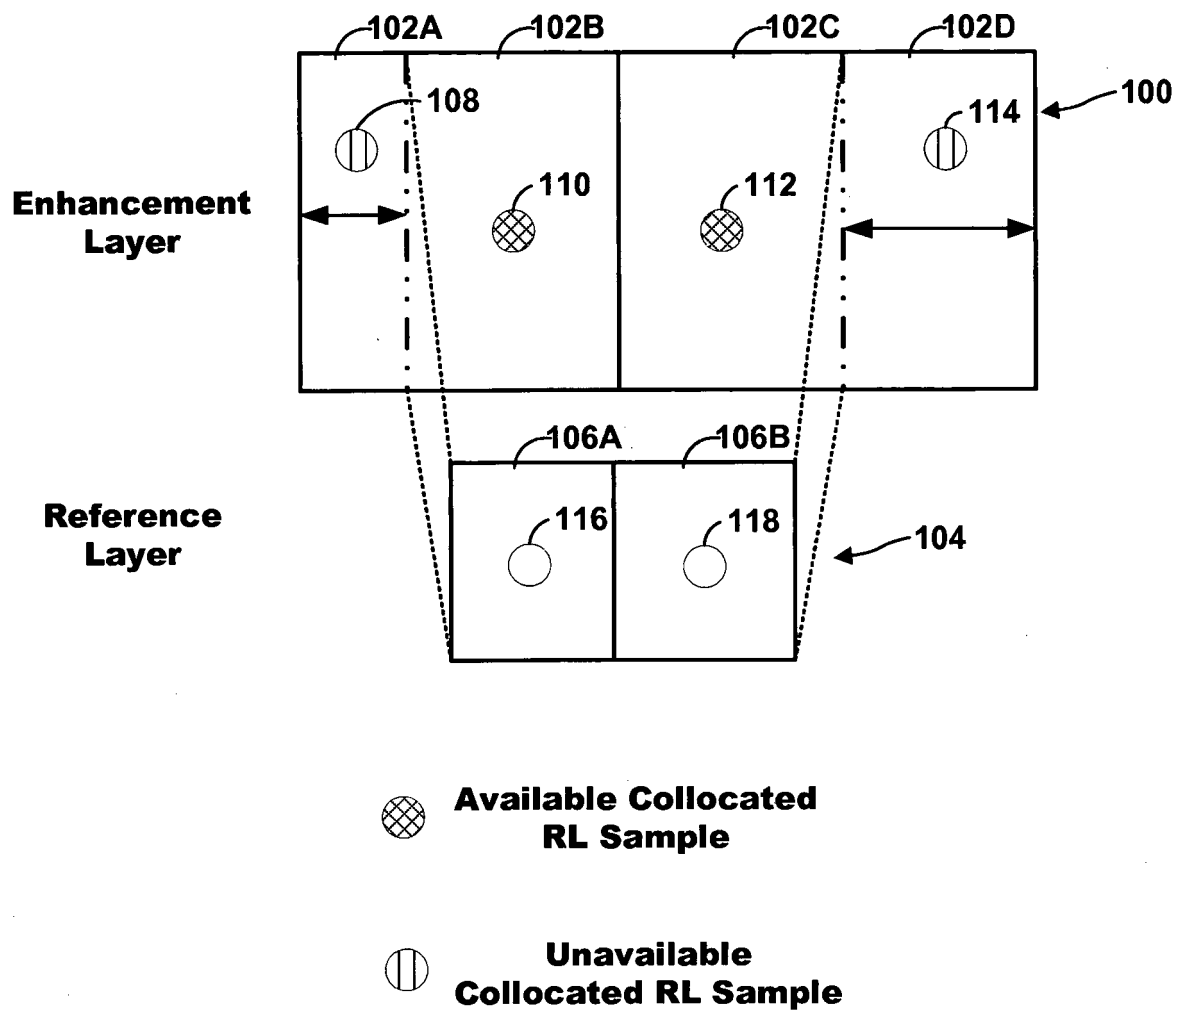 102A 102B 102C 102D
108 114 100
110 112
Enhancement
Layer
106A 106B
116 118
Reference
Layer
104
Available Collocated
RL Sample
Unavailable
Collocated RL Sample